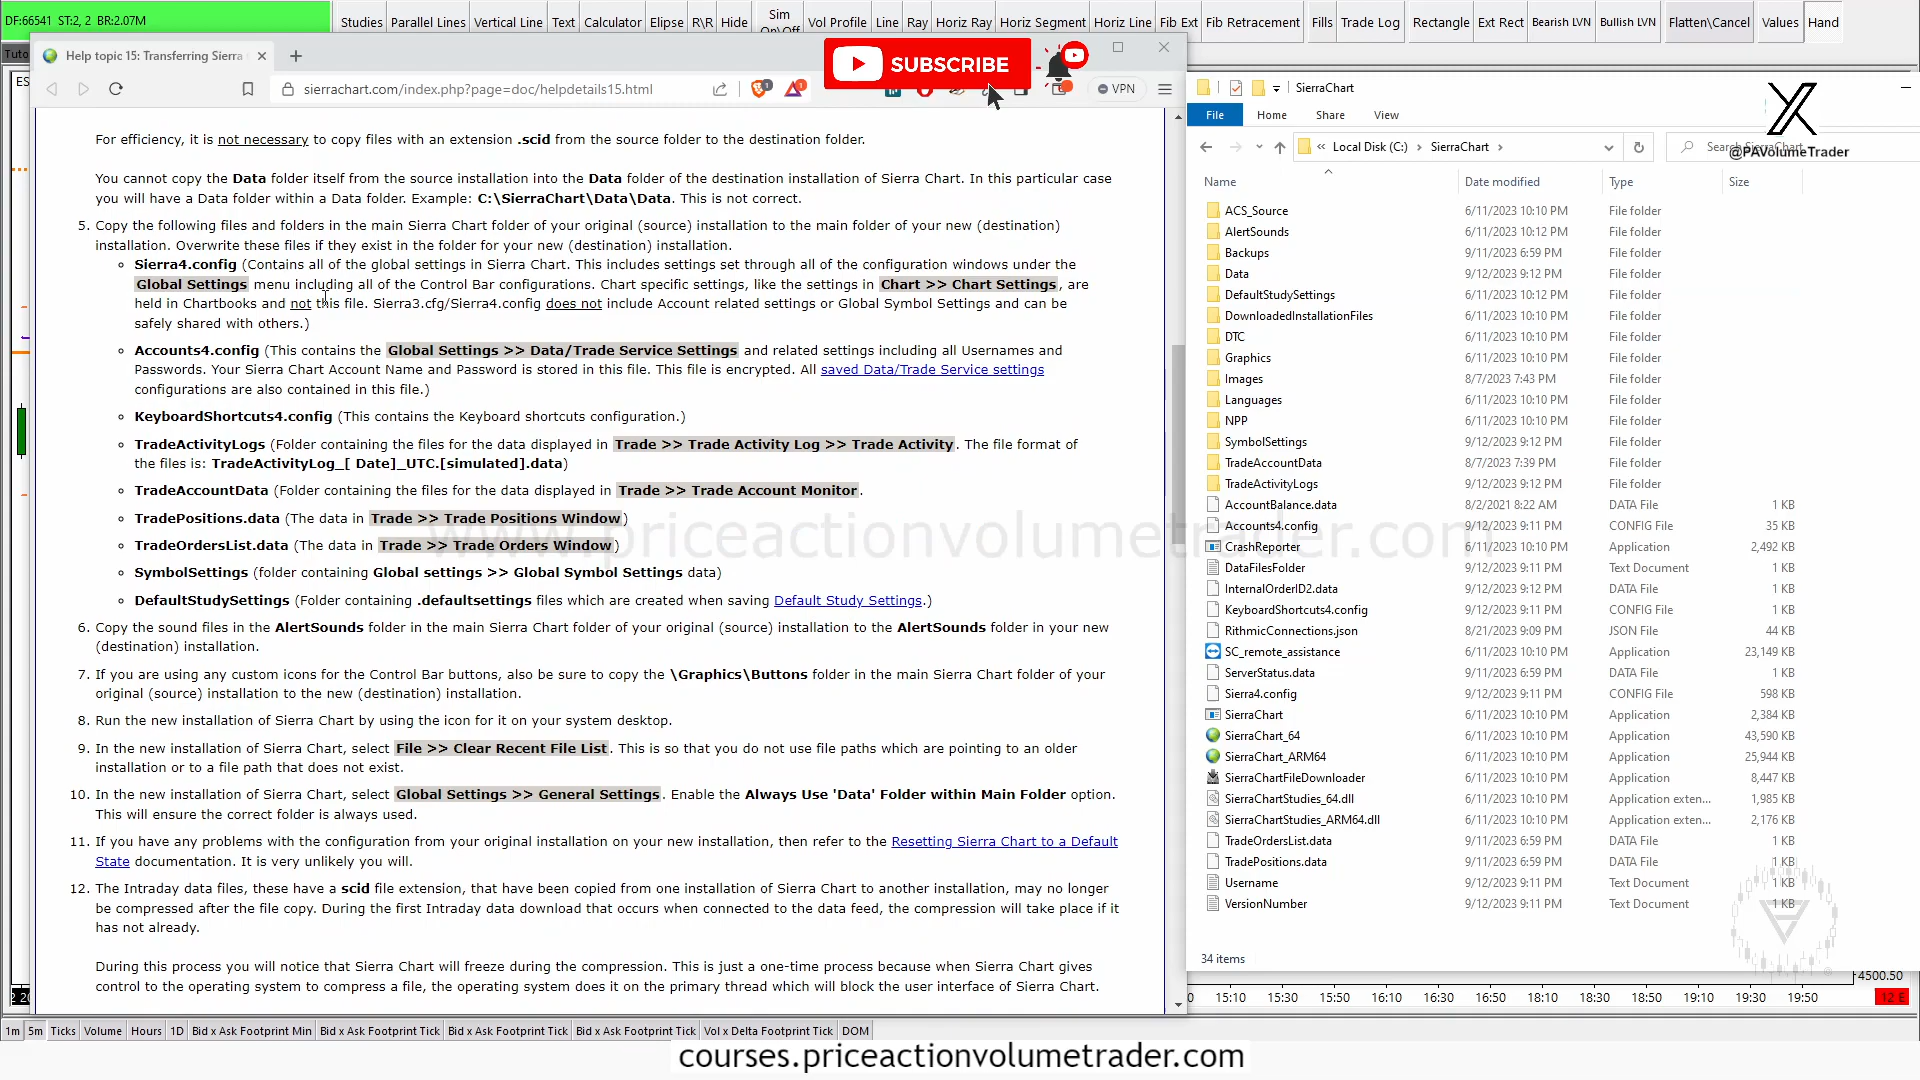 DF:66541 ST:2, 2 BR:2.07M
Studies Parallel Lines Vertical Line Text Calculator Elipse R\R Hide Sim On\Off Vol Profile Line Ray Horiz Ray Horiz Segment Horiz Line Fib Ext Fib Retracement Fills Trade Log Rectangle Ext Rect Bearish LVN Bullish LVN Flatten\Cancel Values Hand
Help topic 15: Transferring Sierra
SUBSCRIBE
sierrachart.com/index.php?page=doc/helpdetails15.html
VPN
For efficiency, it is not necessary to copy files with an extension .scid from the source folder to the destination folder.
You cannot copy the Data folder itself from the source installation into the Data folder of the destination installation of Sierra Chart. In this particular case
you will have a Data folder within a Data folder. Example: C:\SierraChart\Data\Data. This is not correct.
5. Copy the following files and folders in the main Sierra Chart folder of your original (source) installation to the main folder of your new (destination)
installation. Overwrite these files if they exist in the folder for your new (destination) installation.
Sierra4.config (Contains all of the global settings in Sierra Chart. This includes settings set through all of the configuration windows under the
Global Settings menu including all of the Control Bar configurations. Chart specific settings, like the settings in Chart >> Chart Settings, are
held in Chartbooks and not this file. Sierra3.cfg/Sierra4.config does not include Account related settings or Global Symbol Settings and can be
safely shared with others.)
Accounts4.config (This contains the Global Settings >> Data/Trade Service Settings and related settings including all Usernames and
Passwords. Your Sierra Chart Account Name and Password is stored in this file. This file is encrypted. All saved Data/Trade Service settings
configurations are also contained in this file.)
KeyboardShortcuts4.config (This contains the Keyboard shortcuts configuration.)
TradeActivityLogs (Folder containing the files for the data displayed in Trade >> Trade Activity Log >> Trade Activity. The file format of
the files is: TradeActivityLog_[ Date]_UTC.[simulated].data)
TradeAccountData (Folder containing the files for the data displayed in Trade >> Trade Account Monitor.
TradePositions.data (The data in Trade >> Trade Positions Window)
TradeOrdersList.data (The data in Trade >> Trade Orders Window)
SymbolSettings (folder containing Global settings >> Global Symbol Settings data)
DefaultStudySettings (Folder containing .defaultsettings files which are created when saving Default Study Settings.)
6. Copy the sound files in the AlertSounds folder in the main Sierra Chart folder of your original (source) installation to the AlertSounds folder in your new
(destination) installation.
7. If you are using any custom icons for the Control Bar buttons, also be sure to copy the \Graphics\Buttons folder in the main Sierra Chart folder of your
original (source) installation to the new (destination) installation.
8. Run the new installation of Sierra Chart by using the icon for it on your system desktop.
9. In the new installation of Sierra Chart, select File >> Clear Recent File List. This is so that you do not use file paths which are pointing to an older
installation or to a file path that does not exist.
10. In the new installation of Sierra Chart, select Global Settings >> General Settings. Enable the Always Use 'Data' Folder within Main Folder option.
This will ensure the correct folder is always used.
11. If you have any problems with the configuration from your original installation on your new installation, then refer to the Resetting Sierra Chart to a Default
State documentation. It is very unlikely you will.
12. The Intraday data files, these have a scid file extension, that have been copied from one installation of Sierra Chart to another installation, may no longer
be compressed after the file copy. During the first Intraday data download that occurs when connected to the data feed, the compression will take place if it
has not already.
During this process you will notice that Sierra Chart will freeze during the compression. This is just a one-time process because when Sierra Chart gives
control to the operating system to compress a file, the operating system does it on the primary thread which will block the user interface of Sierra Chart.
www.priceactionvolumetrader.com
SierraChart
File Home Share View
Local Disk (C:) SierraChart
@PAVolumeTrader
Name Date modified Type Size
ACS_Source 6/11/2023 10:10 PM File folder
AlertSounds 6/11/2023 10:12 PM File folder
Backups 9/11/2023 6:59 PM File folder
Data 9/12/2023 9:12 PM File folder
DefaultStudySettings 6/11/2023 10:12 PM File folder
DownloadedInstallationFiles 6/11/2023 10:10 PM File folder
DTC 6/11/2023 10:10 PM File folder
Graphics 6/11/2023 10:10 PM File folder
Images 8/7/2023 7:43 PM File folder
Languages 6/11/2023 10:10 PM File folder
NPP 6/11/2023 10:10 PM File folder
SymbolSettings 9/12/2023 9:12 PM File folder
TradeAccountData 8/7/2023 7:39 PM File folder
TradeActivityLogs 9/12/2023 9:12 PM File folder
AccountBalance.data 8/2/2021 8:22 AM DATA File 1 KB
Accounts4.config 9/12/2023 9:11 PM CONFIG File 35 KB
CrashReporter 6/11/2023 10:10 PM Application 2,492 KB
DataFilesFolder 9/12/2023 9:11 PM Text Document 1 KB
InternalOrderID2.data 9/12/2023 9:12 PM DATA File 1 KB
KeyboardShortcuts4.config 9/12/2023 9:11 PM CONFIG File 1 KB
RithmicConnections.json 8/21/2023 9:09 PM JSON File 44 KB
SC_remote_assistance 6/11/2023 10:10 PM Application 23,149 KB
ServerStatus.data 9/11/2023 6:59 PM DATA File 1 KB
Sierra4.config 9/12/2023 9:11 PM CONFIG File 598 KB
SierraChart 6/11/2023 10:10 PM Application 2,384 KB
SierraChart_64 6/11/2023 10:10 PM Application 43,590 KB
SierraChart_ARM64 6/11/2023 10:10 PM Application 25,944 KB
SierraChartFileDownloader 6/11/2023 10:10 PM Application 8,447 KB
SierraChartStudies_64.dll 6/11/2023 10:10 PM Application exten... 1,985 KB
SierraChartStudies_ARM64.dll 6/11/2023 10:10 PM Application exten... 2,176 KB
TradeOrdersList.data 9/11/2023 6:59 PM DATA File 1 KB
TradePositions.data 9/11/2023 6:59 PM DATA File 1 KB
Username 9/12/2023 9:11 PM Text Document 1 KB
VersionNumber 9/12/2023 9:11 PM Text Document 1 KB
34 items
4500.50
15:10 15:30 15:50 16:10 16:30 16:50 18:10 18:30 18:50 19:10 19:30 19:50 12 E
1m 5m Ticks Volume Hours 1D Bid x Ask Footprint Min Bid x Ask Footprint Tick Bid x Ask Footprint Tick Bid x Ask Footprint Tick Vol x Delta Footprint Tick DOM
courses.priceactionvolumetrader.com